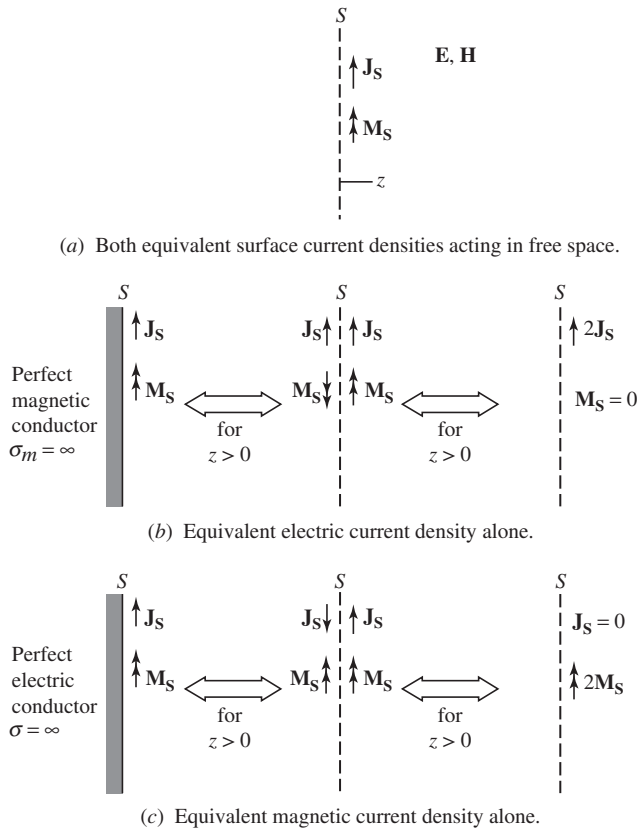 S
E, H
J_S
M_S
z
(a) Both equivalent surface current densities acting in free space.
S S S
J_S J_S J_S 2J_S
Perfect
magnetic
conductor
σ_m = ∞
M_S M_S M_S M_S = 0
for
z > 0
for
z > 0
(b) Equivalent electric current density alone.
S S S
J_S J_S J_S J_S = 0
Perfect
electric
conductor
σ = ∞
M_S M_S M_S 2M_S
for
z > 0
for
z > 0
(c) Equivalent magnetic current density alone.